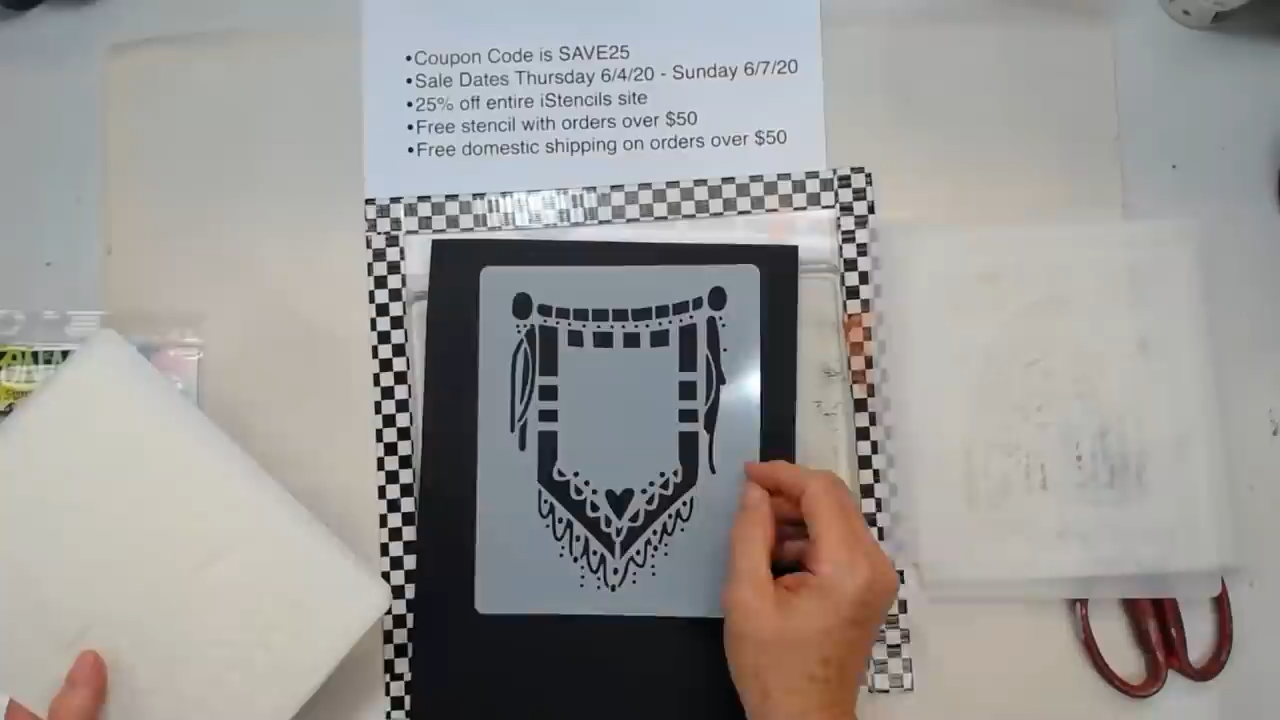 •Coupon Code is SAVE25
•Sale Dates Thursday 6/4/20 - Sunday 6/7/20
•25% off entire iStencils site
•Free stencil with orders over $50
•Free domestic shipping on orders over $50